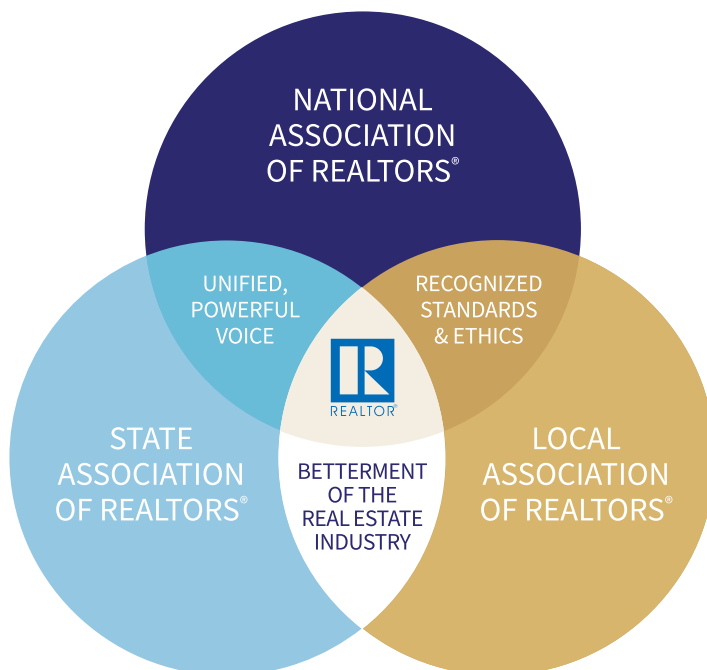 NATIONAL
ASSOCIATION
OF REALTORS®
UNIFIED,
POWERFUL
VOICE
RECOGNIZED
STANDARDS
& ETHICS
R
REALTOR®
STATE
ASSOCIATION
OF REALTORS®
BETTERMENT
OF THE
REAL ESTATE
INDUSTRY
LOCAL
ASSOCIATION
OF REALTORS®